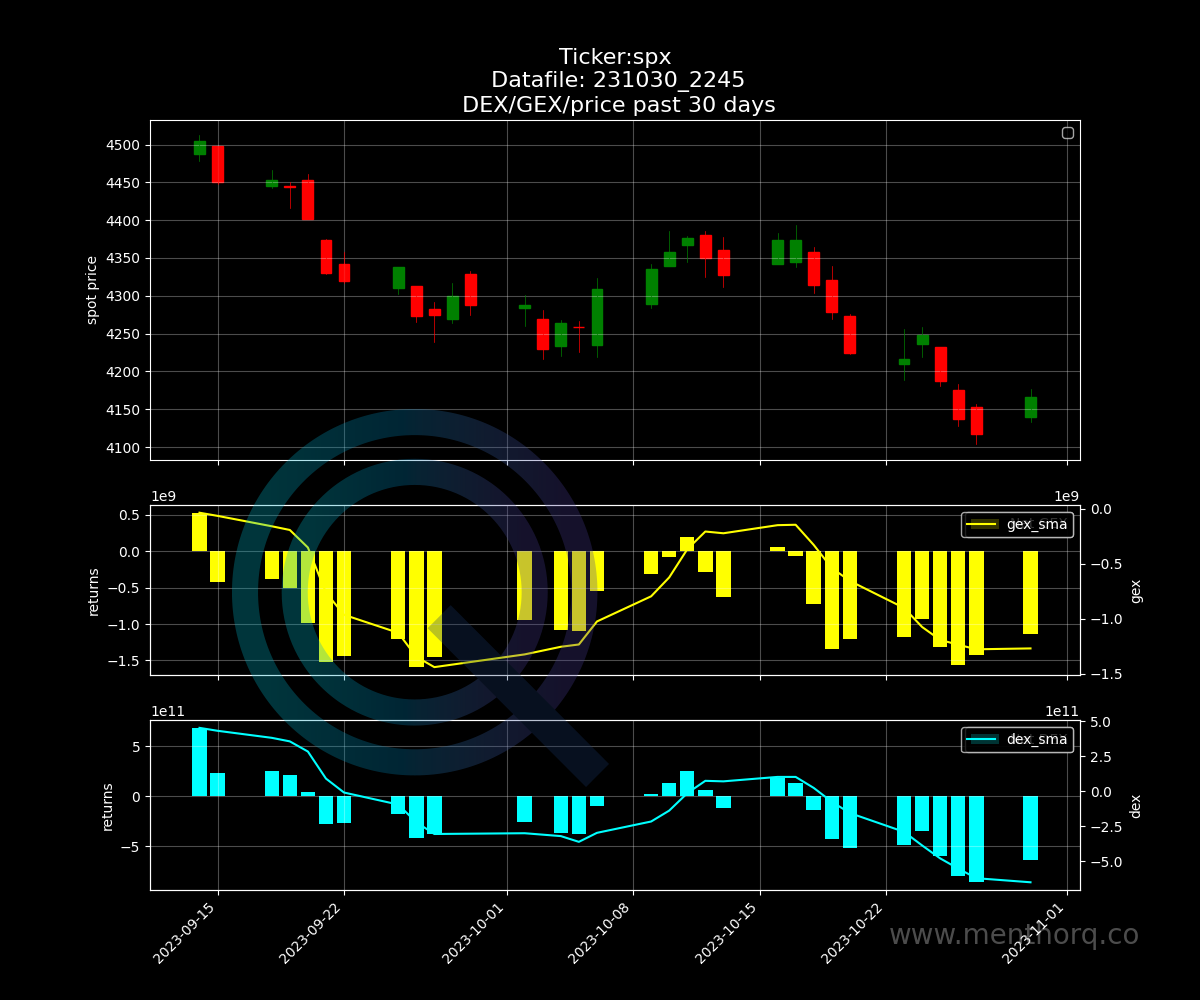 Ticker:spx
Datafile: 231030_2245
DEX/GEX/price past 30 days
4500
4450
4400
4350
4300
4250
4200
4150
4100
spot price
1e9
1e9
0.5
0.0
−0.5
−1.0
−1.5
returns
gex_sma
0.0
−0.5
−1.0
−1.5
gex
1e11
1e11
5
0
−5
returns
dex_sma
5.0
2.5
0.0
−2.5
−5.0
dex
2023-09-15
2023-09-22
2023-10-01
2023-10-08
2023-10-15
2023-10-22
2023-11-01
www.menthorq.co